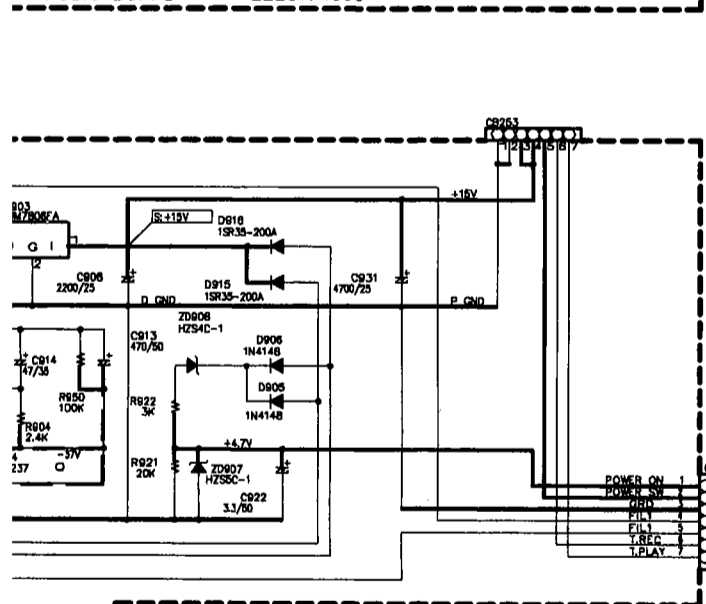 CB253
1 2 3 4 5 6 7
+15V
903
M7806FA
S:+15V
D916
1SR35-200A
O G I
1
2
C906
2200/25
D915
1SR35-200A
C931
4700/25
D GND
P GND
ZD908
HZS4C-1
C913
470/50
D906
1N4148
C914
47/35
D905
1N4148
R950
100K
R922
3K
R904
2.4K
+4.7V
-37V
237
R921
20K
ZD907
HZS5C-1
C922
3.3/50
POWER ON 1
POWER SW 2
GRD 3
FIL1 4
FIL1 5
T.REC 6
T.PLAY 7